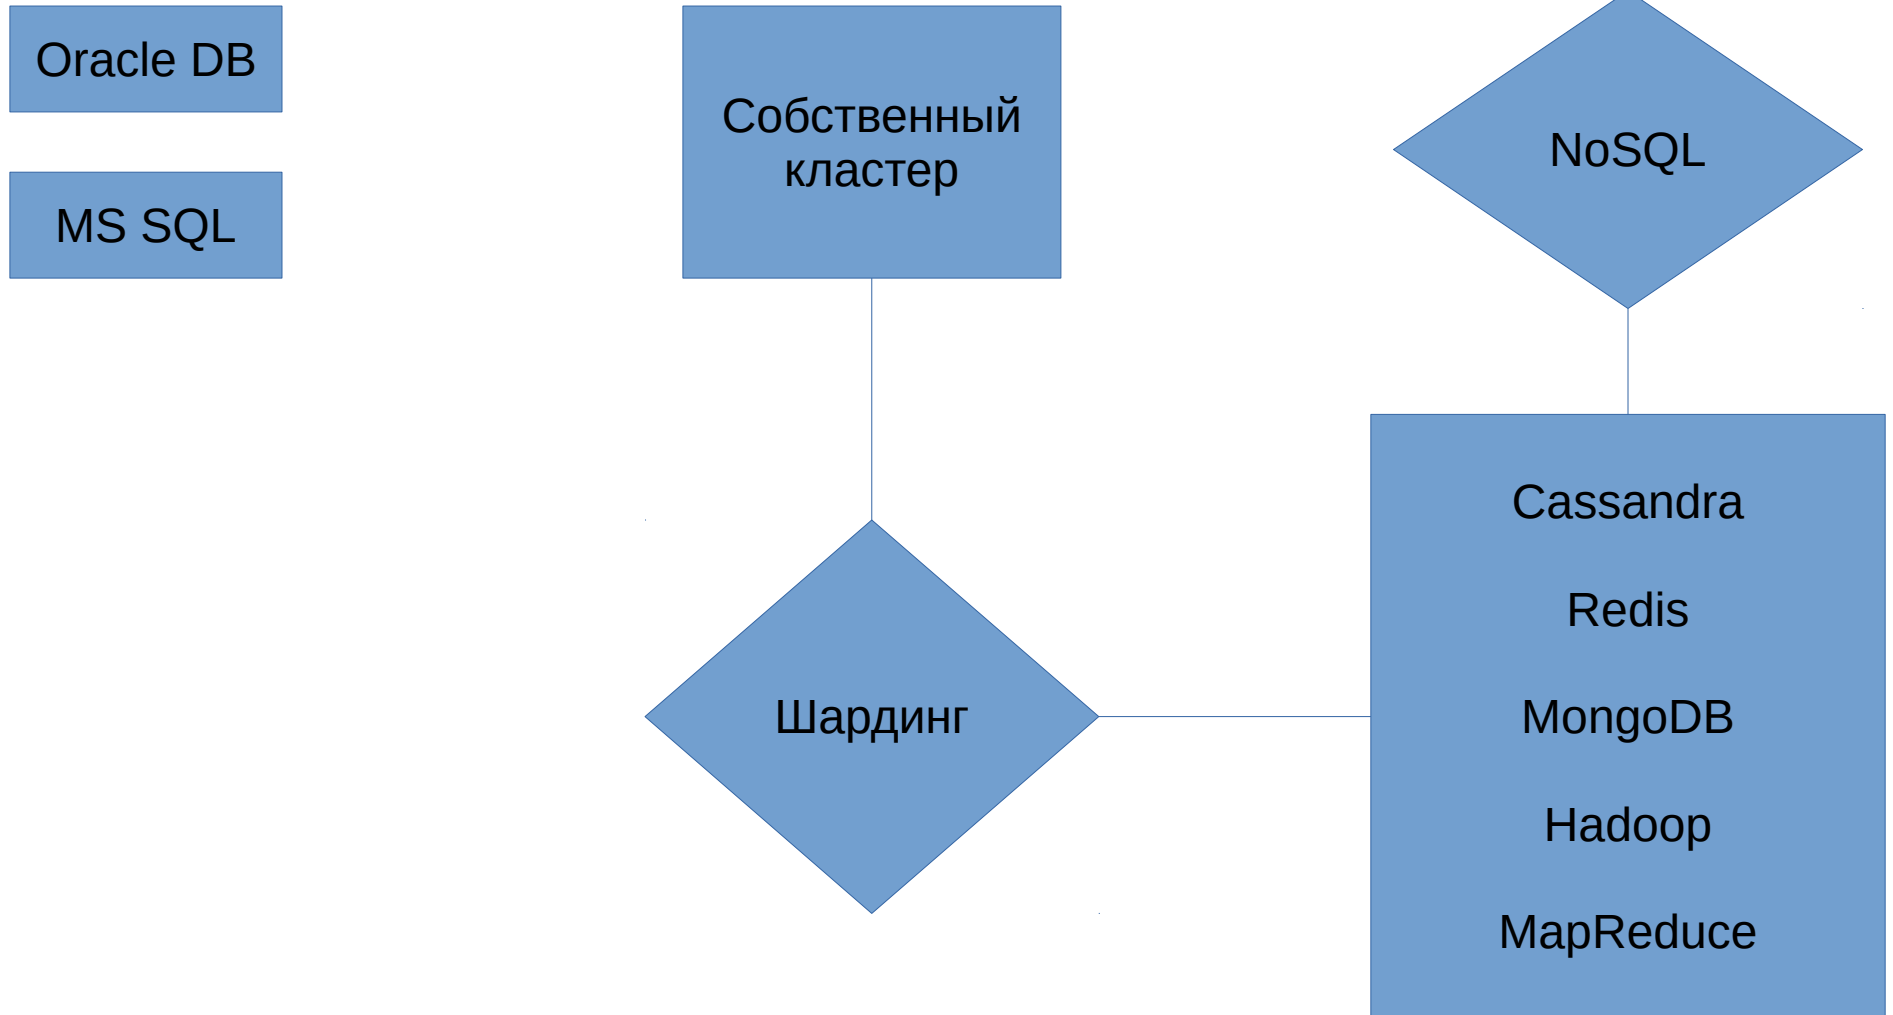 Oracle DB
MS SQL
Собственный
кластер
NoSQL
Шардинг
Cassandra
Redis
MongoDB
Hadoop
MapReduce